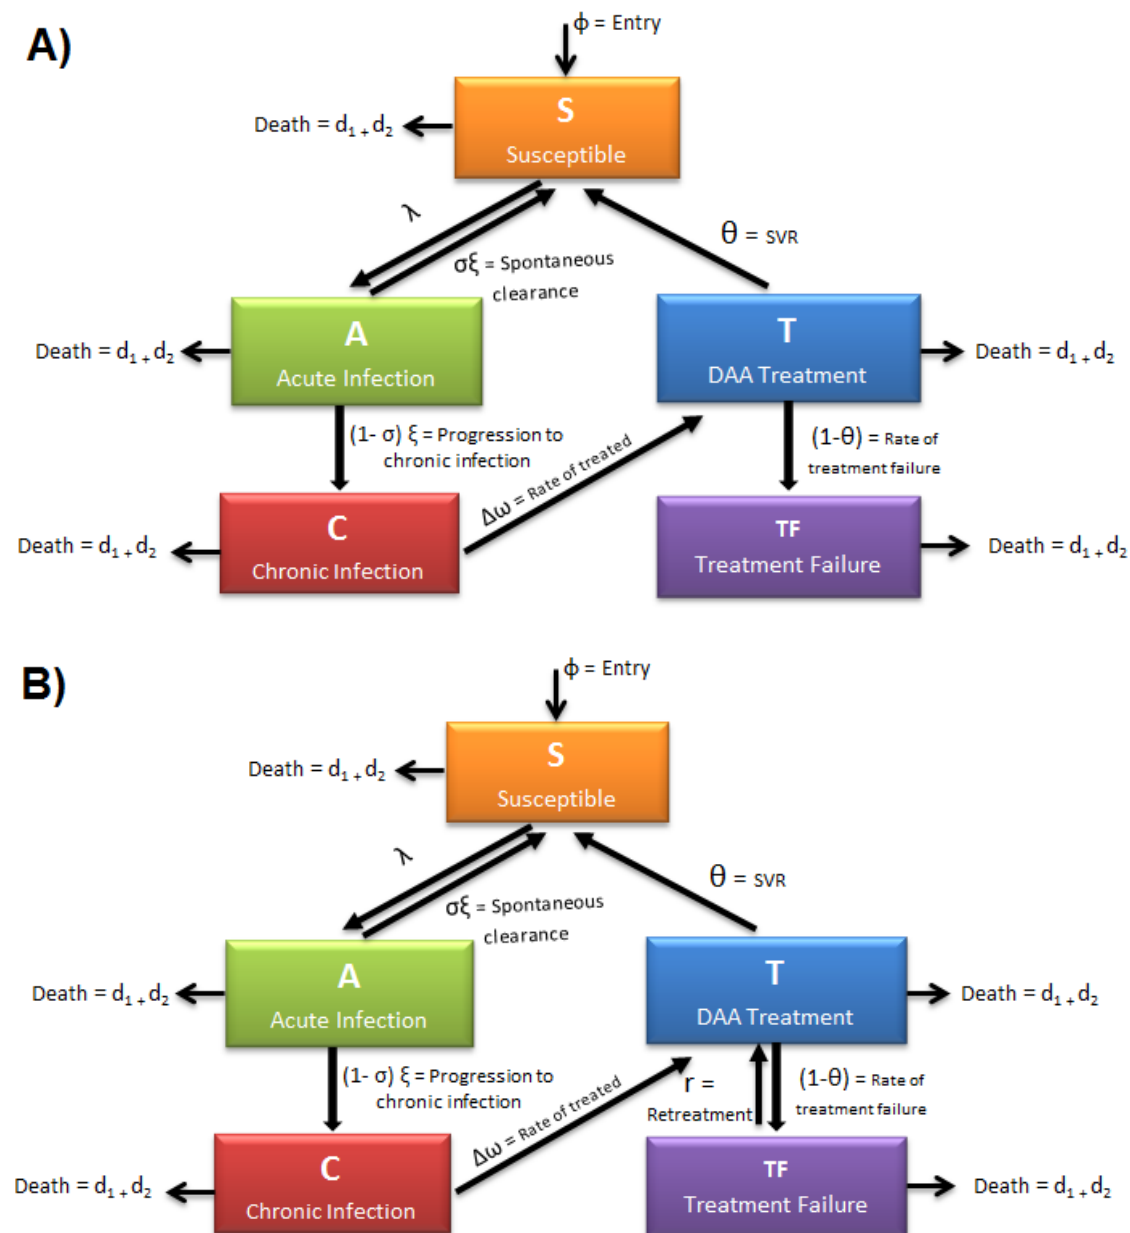 A)
ϕ = Entry
S
Susceptible
Death = d₁ + d₂
λ
σξ = Spontaneous
clearance
θ = SVR
A
Acute Infection
Death = d₁ + d₂
T
DAA Treatment
Death = d₁ + d₂
(1- σ) ξ = Progression to
chronic infection
Δω = Rate of treated
(1-θ) = Rate of
treatment failure
C
Chronic Infection
Death = d₁ + d₂
TF
Treatment Failure
Death = d₁ + d₂
B)
ϕ = Entry
S
Susceptible
Death = d₁ + d₂
λ
σξ = Spontaneous
clearance
θ = SVR
A
Acute Infection
Death = d₁ + d₂
T
DAA Treatment
Death = d₁ + d₂
(1- σ) ξ = Progression to
chronic infection
Δω = Rate of treated
r =
Retreatment
(1-θ) = Rate of
treatment failure
C
Chronic Infection
Death = d₁ + d₂
TF
Treatment Failure
Death = d₁ + d₂